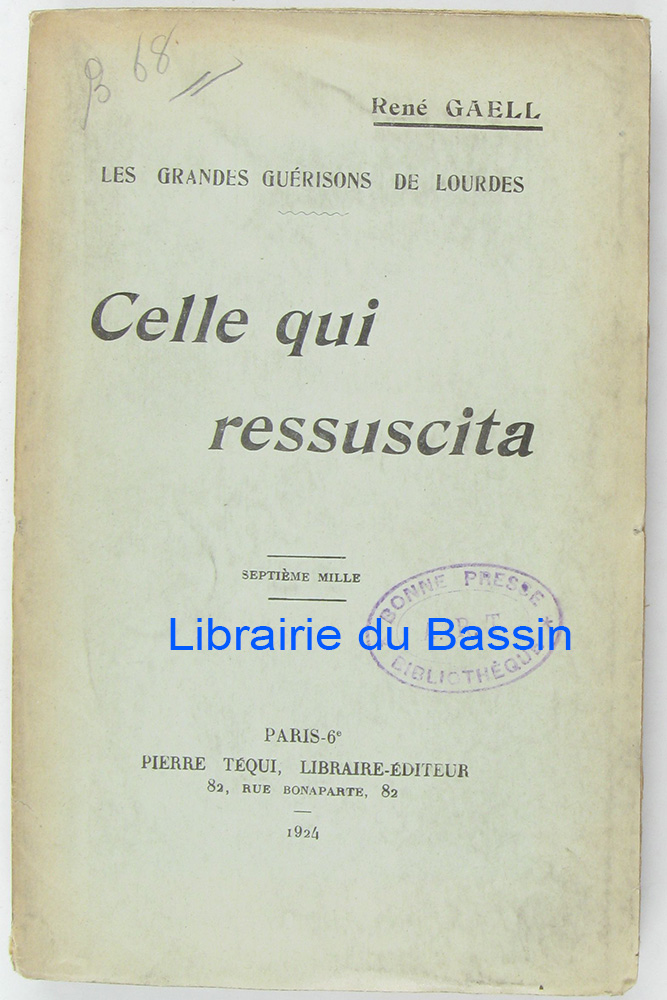 68
René GAELL
LES GRANDES GUÉRISONS DE LOURDES
Celle qui
ressuscita
SEPTIÈME MILLE
BONNE PRESSE
BIBLIOTHÈQUE
Librairie du Bassin
PARIS-6e
PIERRE TÉQUI, LIBRAIRE-ÉDITEUR
82, RUE BONAPARTE, 82
1924